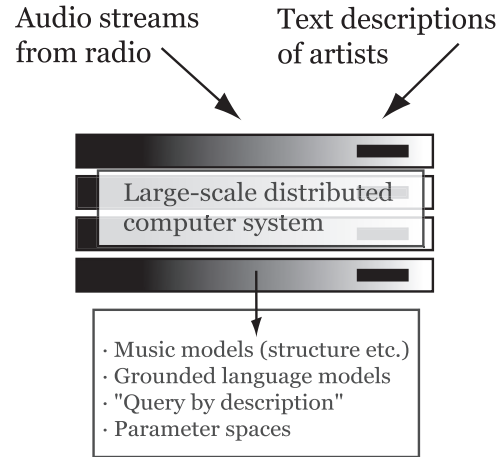 Audio streams
from radio
Text descriptions
of artists
Large-scale distributed
computer system
· Music models (structure etc.)
· Grounded language models
· "Query by description"
· Parameter spaces